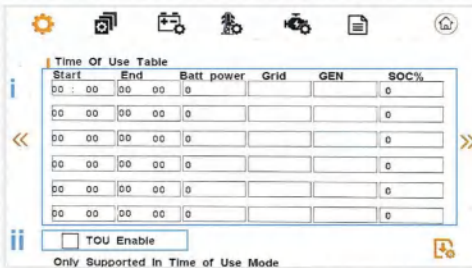 Time Of Use Table
Start End Batt power Grid GEN SOC%
i
00 : 00 00 00 0 0
00 00 00 00 0 0
00 00 00 00 0 0
00 00 00 00 0 0
00 00 00 00 0 0
00 00 00 00 0 0
ii
TOU Enable
Only Supported In Time of Use Mode